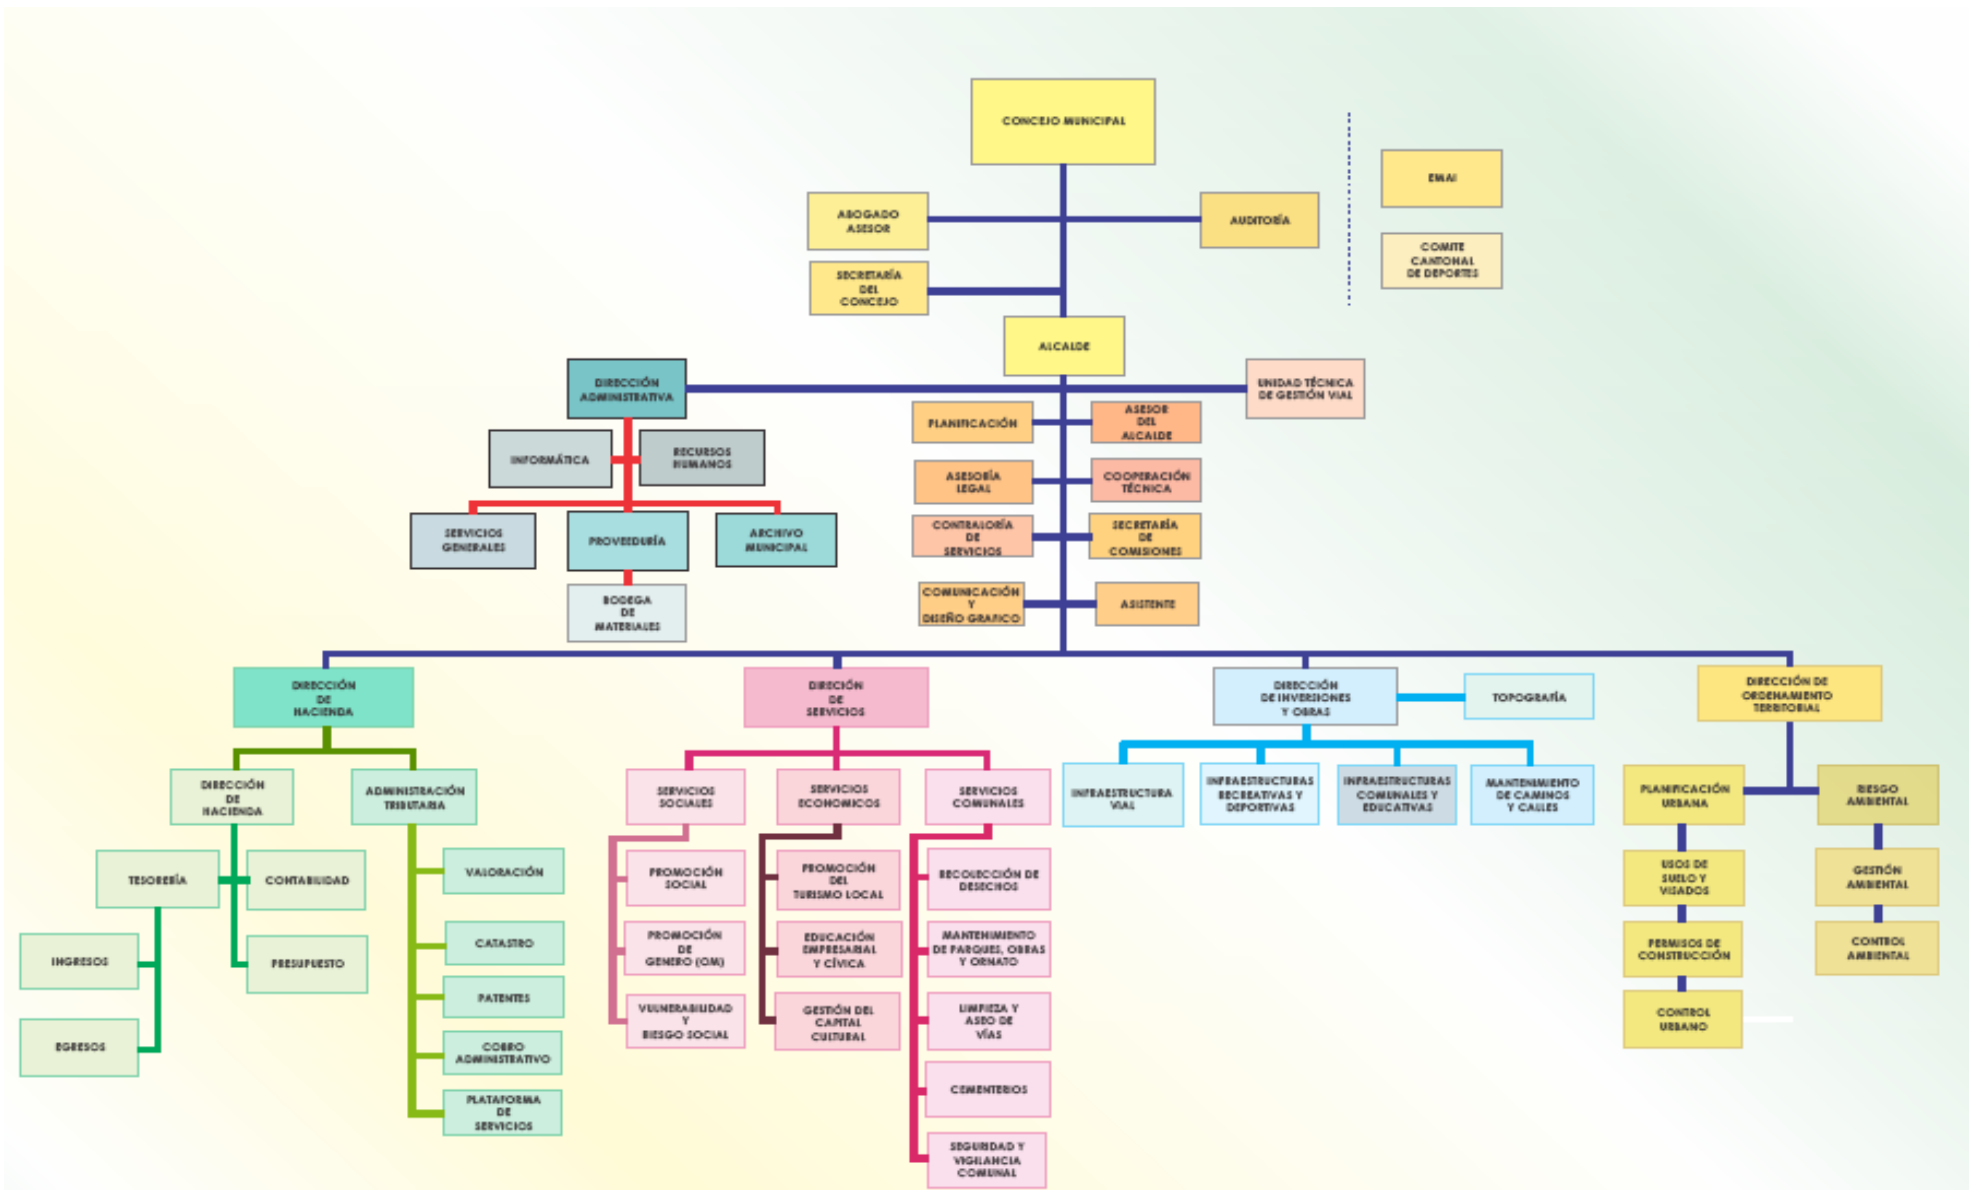 CONCEJO MUNICIPAL
ABOGADO
ASESOR
AUDITORÍA
EMAI
SECRETARÍA
DEL
CONCEJO
COMITE
CANTONAL
DE DEPORTES
ALCALDE
DIRECCIÓN
ADMINISTRATIVA
UNIDAD TÉCNICA
DE GESTIÓN VIAL
PLANIFICACIÓN
ASESOR
DEL
ALCALDE
INFORMÁTICA
RECURSOS
HUMANOS
ASESORÍA
LEGAL
COOPERACIÓN
TÉCNICA
SERVICIOS
GENERALES
PROVEEDURÍA
ARCHIVO
MUNICIPAL
CONTRALORÍA
DE
SERVICIOS
SECRETARÍA
DE
COMISIONES
BODEGA
DE
MATERIALES
COMUNICACIÓN
Y
DISEÑO GRAFICO
ASISTENTE
DIRECCIÓN
DE
HACIENDA
DIRECIÓN
DE
SERVICIOS
DIRECCIÓN
DE INVERSIONES
Y OBRAS
TOPOGRAFÍA
DIRECCIÓN DE
ORDENAMIENTO
TERRITORIAL
DIRECCIÓN
DE
HACIENDA
ADMINISTRACIÓN
TRIBUTARIA
SERVICIOS
SOCIALES
SERVICIOS
ECONOMICOS
SERVICIOS
COMUNALES
INFRAESTRUCTURA
VIAL
INFRAESTRUCTURAS
RECREATIVAS Y
DEPORTIVAS
INFRAESTRUCTURAS
COMUNALES Y
EDUCATIVAS
MANTENIMIENTO
DE CAMINOS
Y CALLES
PLANIFICACIÓN
URBANA
RIESGO
AMBIENTAL
TESORERÍA
CONTABILIDAD
VALORACIÓN
PROMOCIÓN
SOCIAL
PROMOCIÓN
DEL
TURISMO LOCAL
RECOLECCIÓN DE
DESECHOS
USOS DE
SUELO Y
VISADOS
GESTIÓN
AMBIENTAL
INGRESOS
PRESUPUESTO
CATASTRO
PROMOCIÓN
DE
GENERO (OM)
EDUCACIÓN
EMPRESARIAL
Y CÍVICA
MANTENIMIENTO
DE PARQUES, OBRAS
Y ORNATO
PERMISOS DE
CONSTRUCCIÓN
CONTROL
AMBIENTAL
EGRESOS
PATENTES
VULNERABILIDAD
Y
RIESGO SOCIAL
GESTIÓN DEL
CAPITAL
CULTURAL
LIMPIEZA Y
ASEO DE
VÍAS
CONTROL
URBANO
COBRO
ADMINISTRATIVO
CEMENTERIOS
PLATAFORMA
DE
SERVICIOS
SEGURIDAD Y
VIGILANCIA
COMUNAL